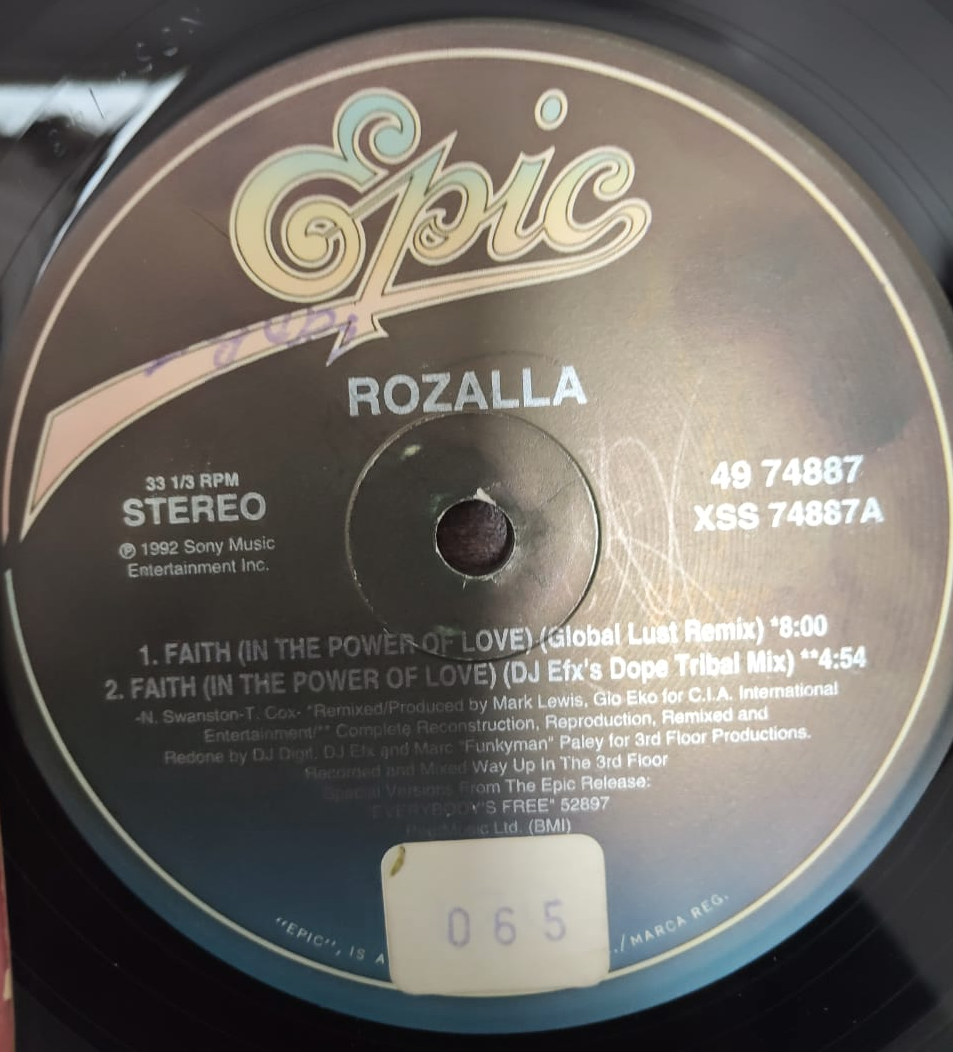 Epic
ROZALLA
33 1/3 RPM
STEREO
℗ 1992 Sony Music
Entertainment Inc.
49 74887
XSS 74887A
1. FAITH (IN THE POWER OF LOVE) (Global Lust Remix) *8:00
2. FAITH (IN THE POWER OF LOVE) (DJ Efx's Dope Tribal Mix) **4:54
-N. Swanston-T. Cox- *Remixed/Produced by Mark Lewis, Glo Eko for C.I.A. International
Entertainment/** Complete Reconstruction, Reproduction, Remixed and
Redone by DJ Digit, DJ Efx and Marc "Funkyman" Paley for 3rd Floor Productions.
Recorded and Mixed Way Up In The 3rd Floor
Special Versions From The Epic Release:
"EVERYBODY'S FREE" 52897
Music Ltd. (BMI)
065
"EPIC", IS A
./MARCA REG.